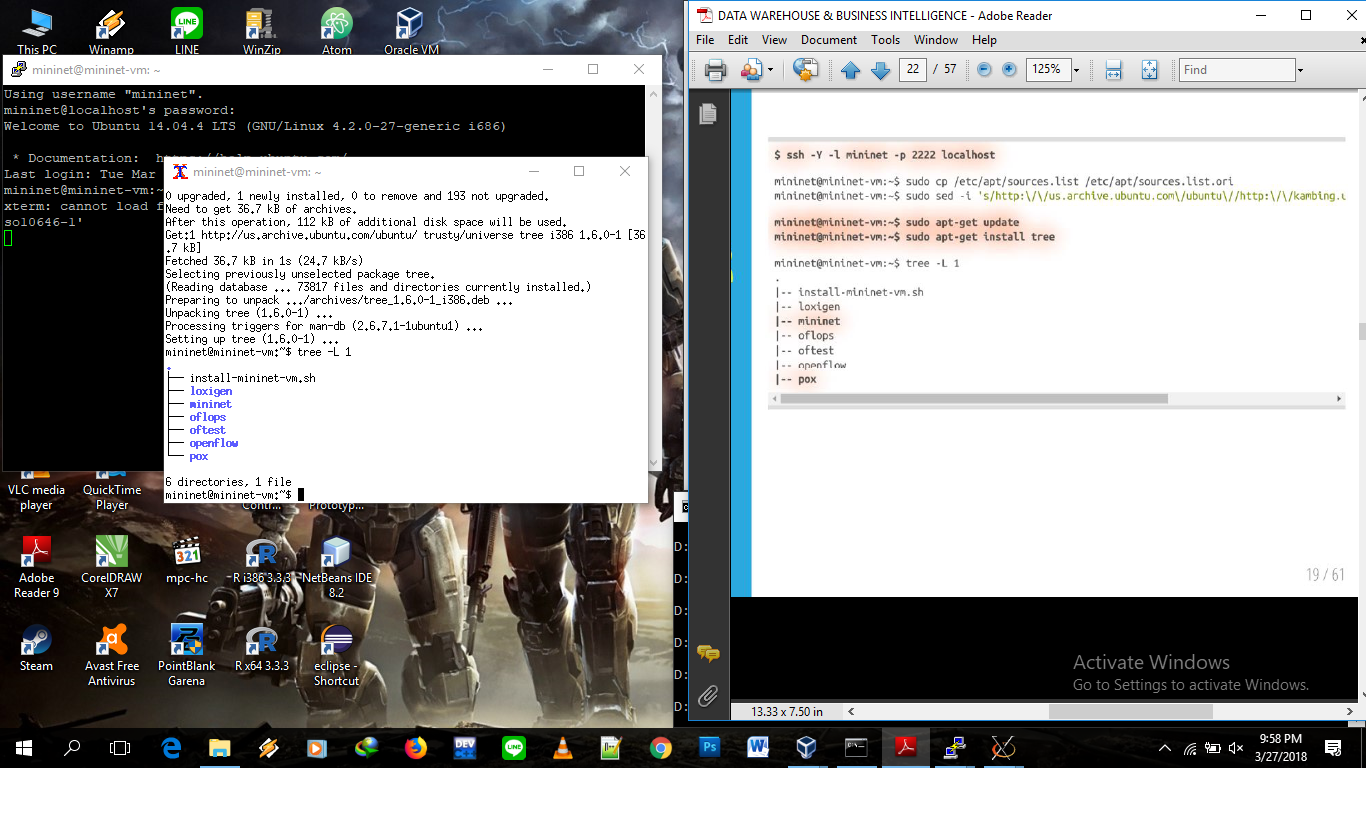 This PC
Winamp
LINE
WinZip
Atom
Oracle VM
mininet@mininet-vm: ~
Using username "mininet".
mininet@localhost's password:
Welcome to Ubuntu 14.04.4 LTS (GNU/Linux 4.2.0-27-generic i686)
* Documentation:
Last login: Tue Mar
mininet@mininet-vm:~
xterm: cannot load f
sol0646-1'
mininet@mininet-vm: ~
0 upgraded, 1 newly installed, 0 to remove and 193 not upgraded.
Need to get 36.7 kB of archives.
After this operation, 112 kB of additional disk space will be used.
Get:1 http://us.archive.ubuntu.com/ubuntu/ trusty/universe tree i386 1.6.0-1 [36
.7 kB]
Fetched 36.7 kB in 1s (24.7 kB/s)
Selecting previously unselected package tree.
(Reading database ... 73817 files and directories currently installed.)
Preparing to unpack .../archives/tree_1.6.0-1_i386.deb ...
Unpacking tree (1.6.0-1) ...
Processing triggers for man-db (2.6.7.1-1ubuntu1) ...
Setting up tree (1.6.0-1) ...
mininet@mininet-vm:~$ tree -L 1
.
├── install-mininet-vm.sh
├── loxigen
├── mininet
├── oflops
├── oftest
├── openflow
└── pox
6 directories, 1 file
mininet@mininet-vm:~$
VLC media
player
QuickTime
Player
Contr...
Prototyp...
Adobe
Reader 9
CorelDRAW
X7
mpc-hc
R i386 3.3.3
NetBeans IDE
8.2
Steam
Avast Free
Antivirus
PointBlank
Garena
R x64 3.3.3
eclipse -
Shortcut
D:
D:
D:
D:
D:
D:
DATA WAREHOUSE & BUSINESS INTELLIGENCE - Adobe Reader
File Edit View Document Tools Window Help
22 / 57 125% Find
$ ssh -Y -l mininet -p 2222 localhost
mininet@mininet-vm:~$ sudo cp /etc/apt/sources.list /etc/apt/sources.list.ori
mininet@mininet-vm:~$ sudo sed -i 's/http:\/\/us.archive.ubuntu.com\/ubuntu\//http:\/\/kambing.u
mininet@mininet-vm:~$ sudo apt-get update
mininet@mininet-vm:~$ sudo apt-get install tree
mininet@mininet-vm:~$ tree -L 1
.
|-- install-mininet-vm.sh
|-- loxigen
|-- mininet
|-- oflops
|-- oftest
|-- openflow
|-- pox
19 / 61
Activate Windows
Go to Settings to activate Windows.
13.33 x 7.50 in
DEV
LINE
Ps
W
9:58 PM
3/27/2018